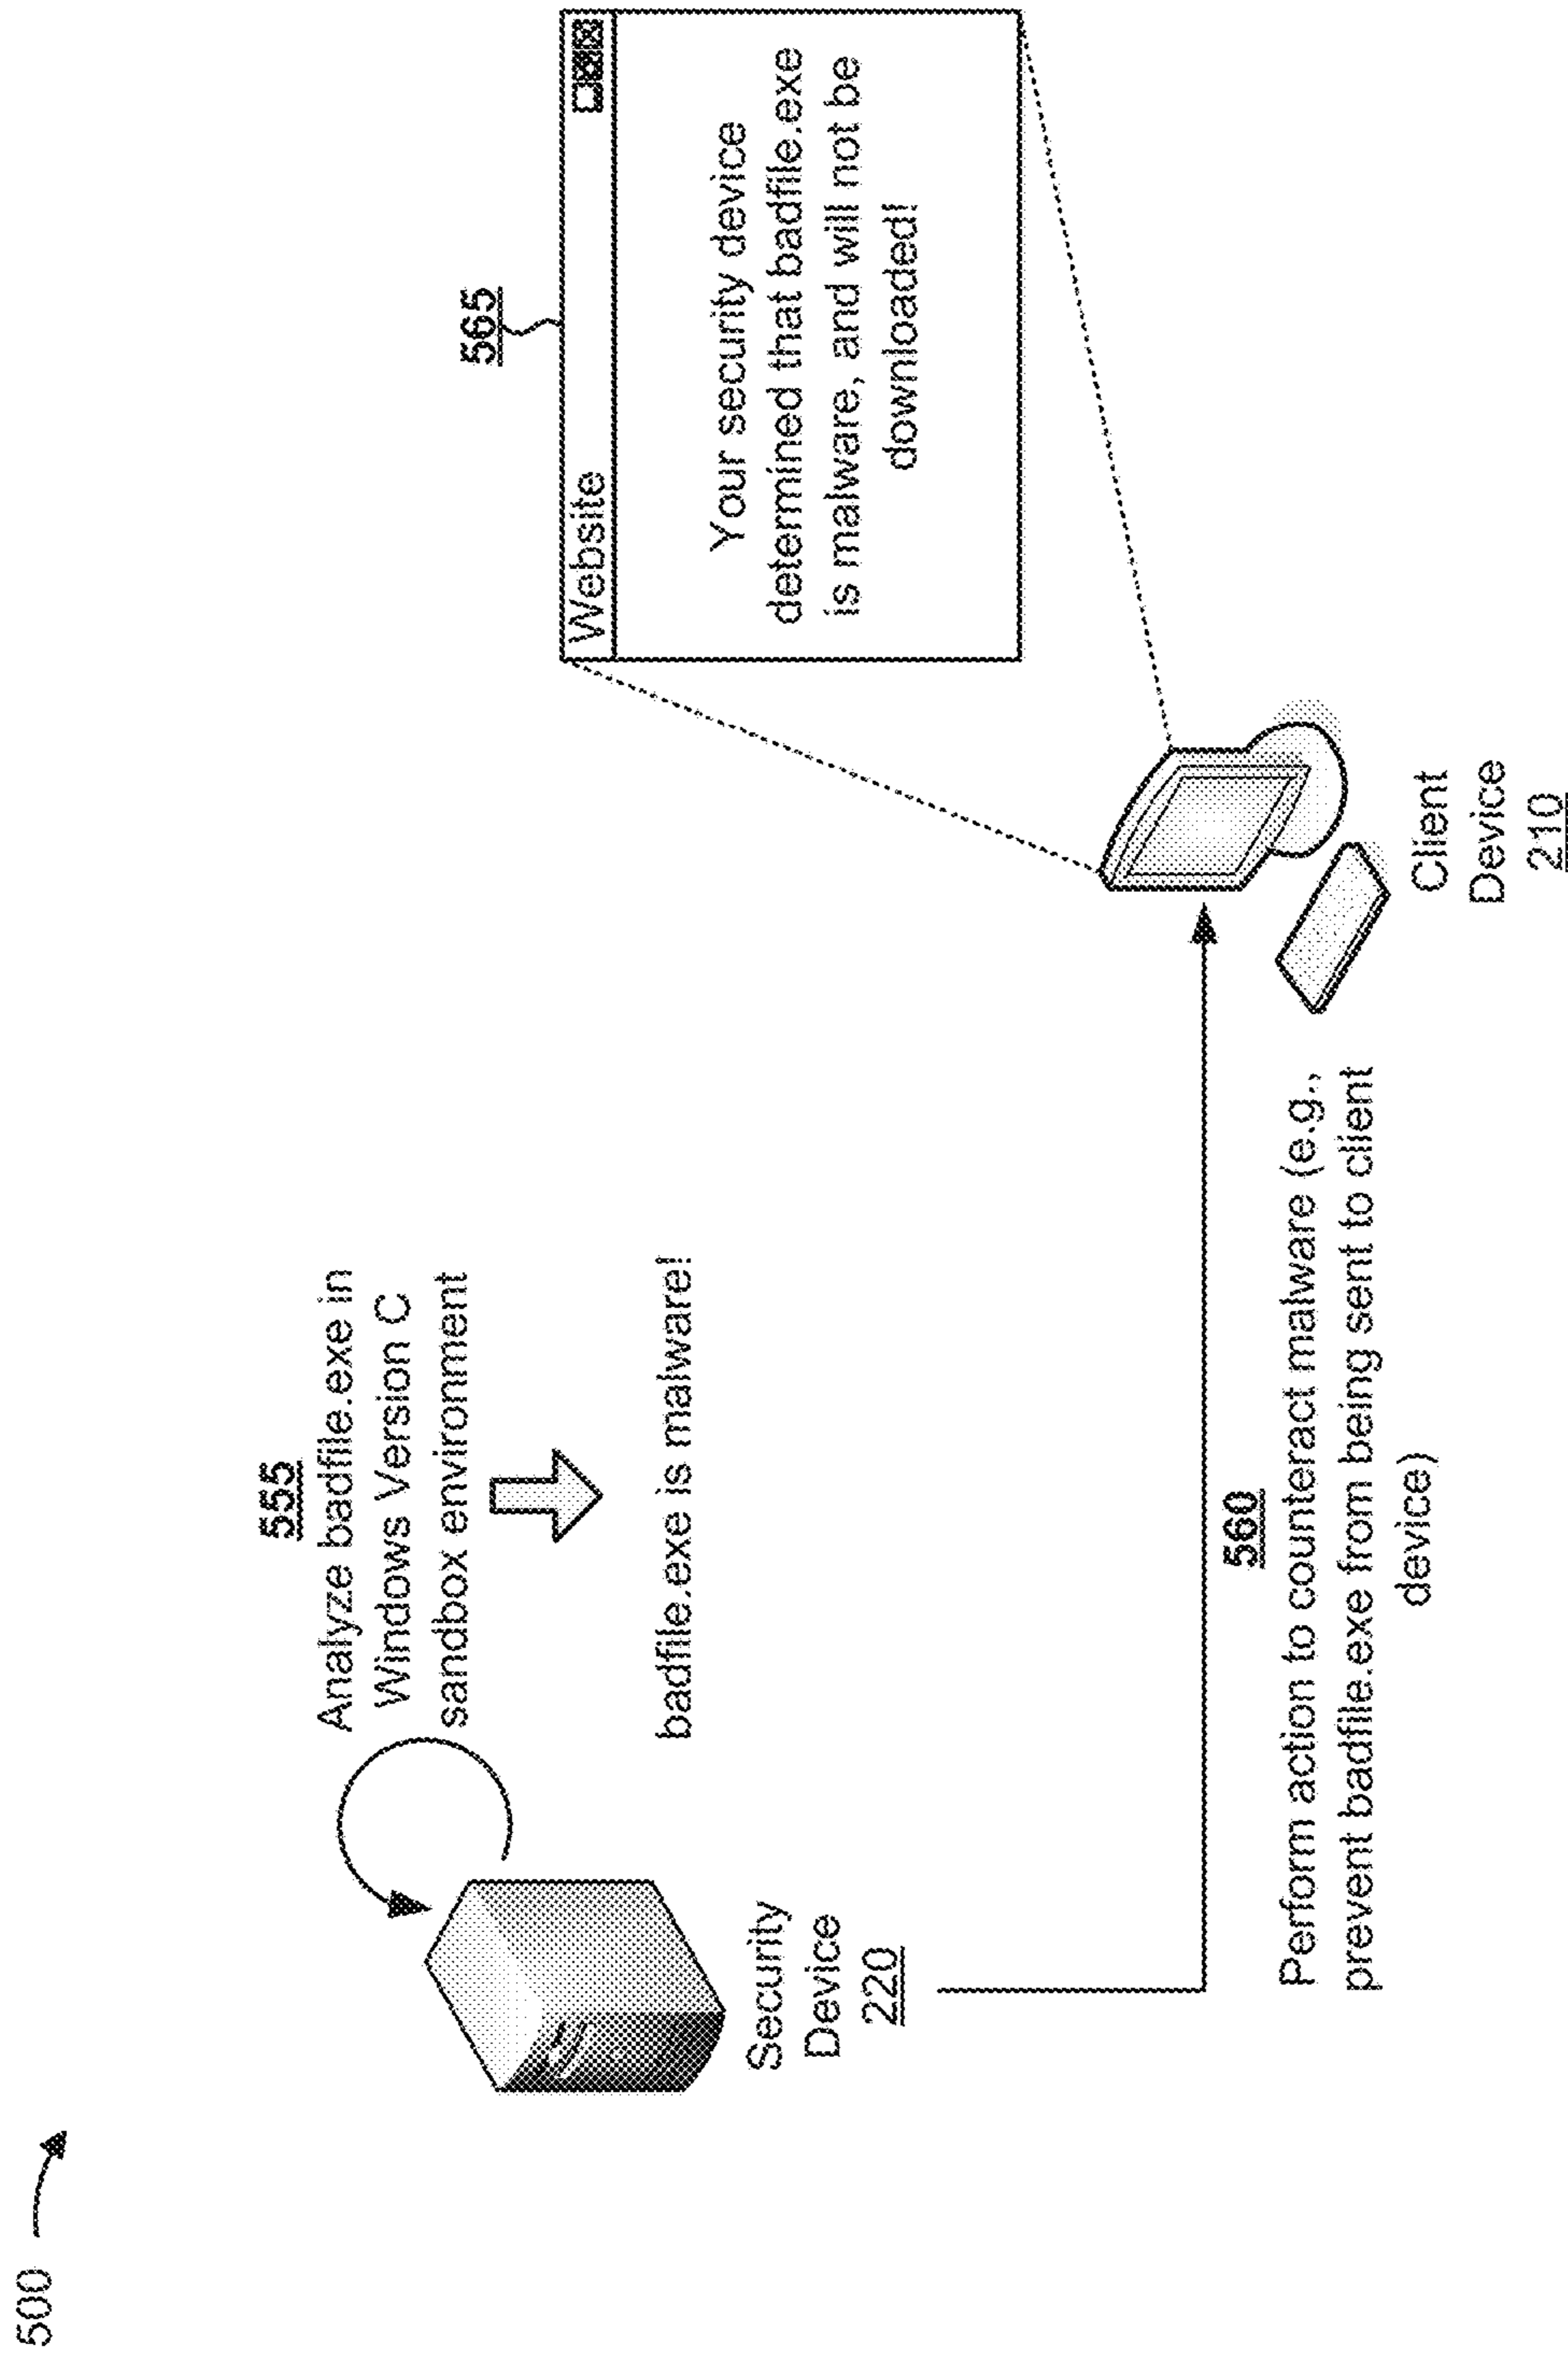 500
555
Analyze badfile.exe in
Windows Version C
sandbox environment
badfile.exe is malware!
Security
Device
220
560
Perform action to counteract malware (e.g.,
prevent badfile.exe from being sent to client
device)
565
Website
Your security device
determined that badfile.exe
is malware, and will not be
downloaded!
Client
Device
210